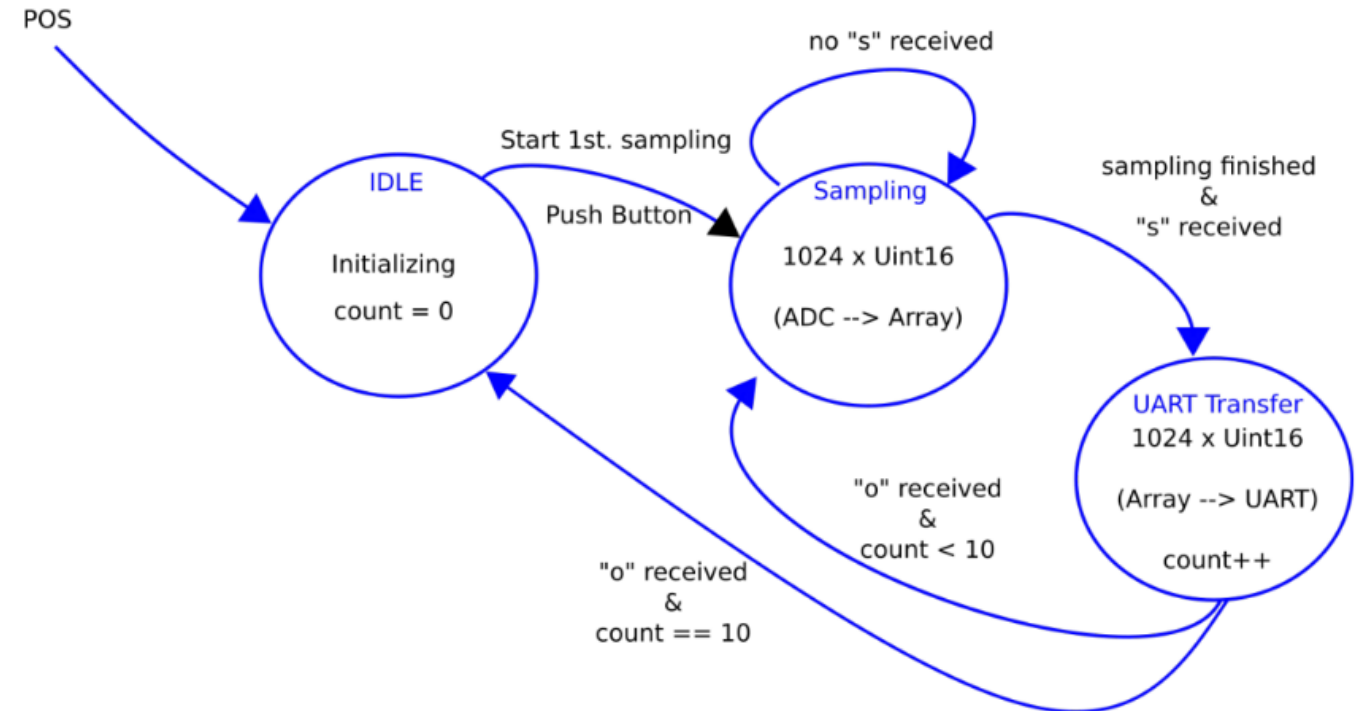 POS
no "s" received
Start 1st. sampling
Push Button
IDLE
Initializing
count = 0
Sampling
1024 x Uint16
(ADC --> Array)
sampling finished
&
"s" received
UART Transfer
1024 x Uint16
(Array --> UART)
count++
"o" received
&
count < 10
"o" received
&
count == 10